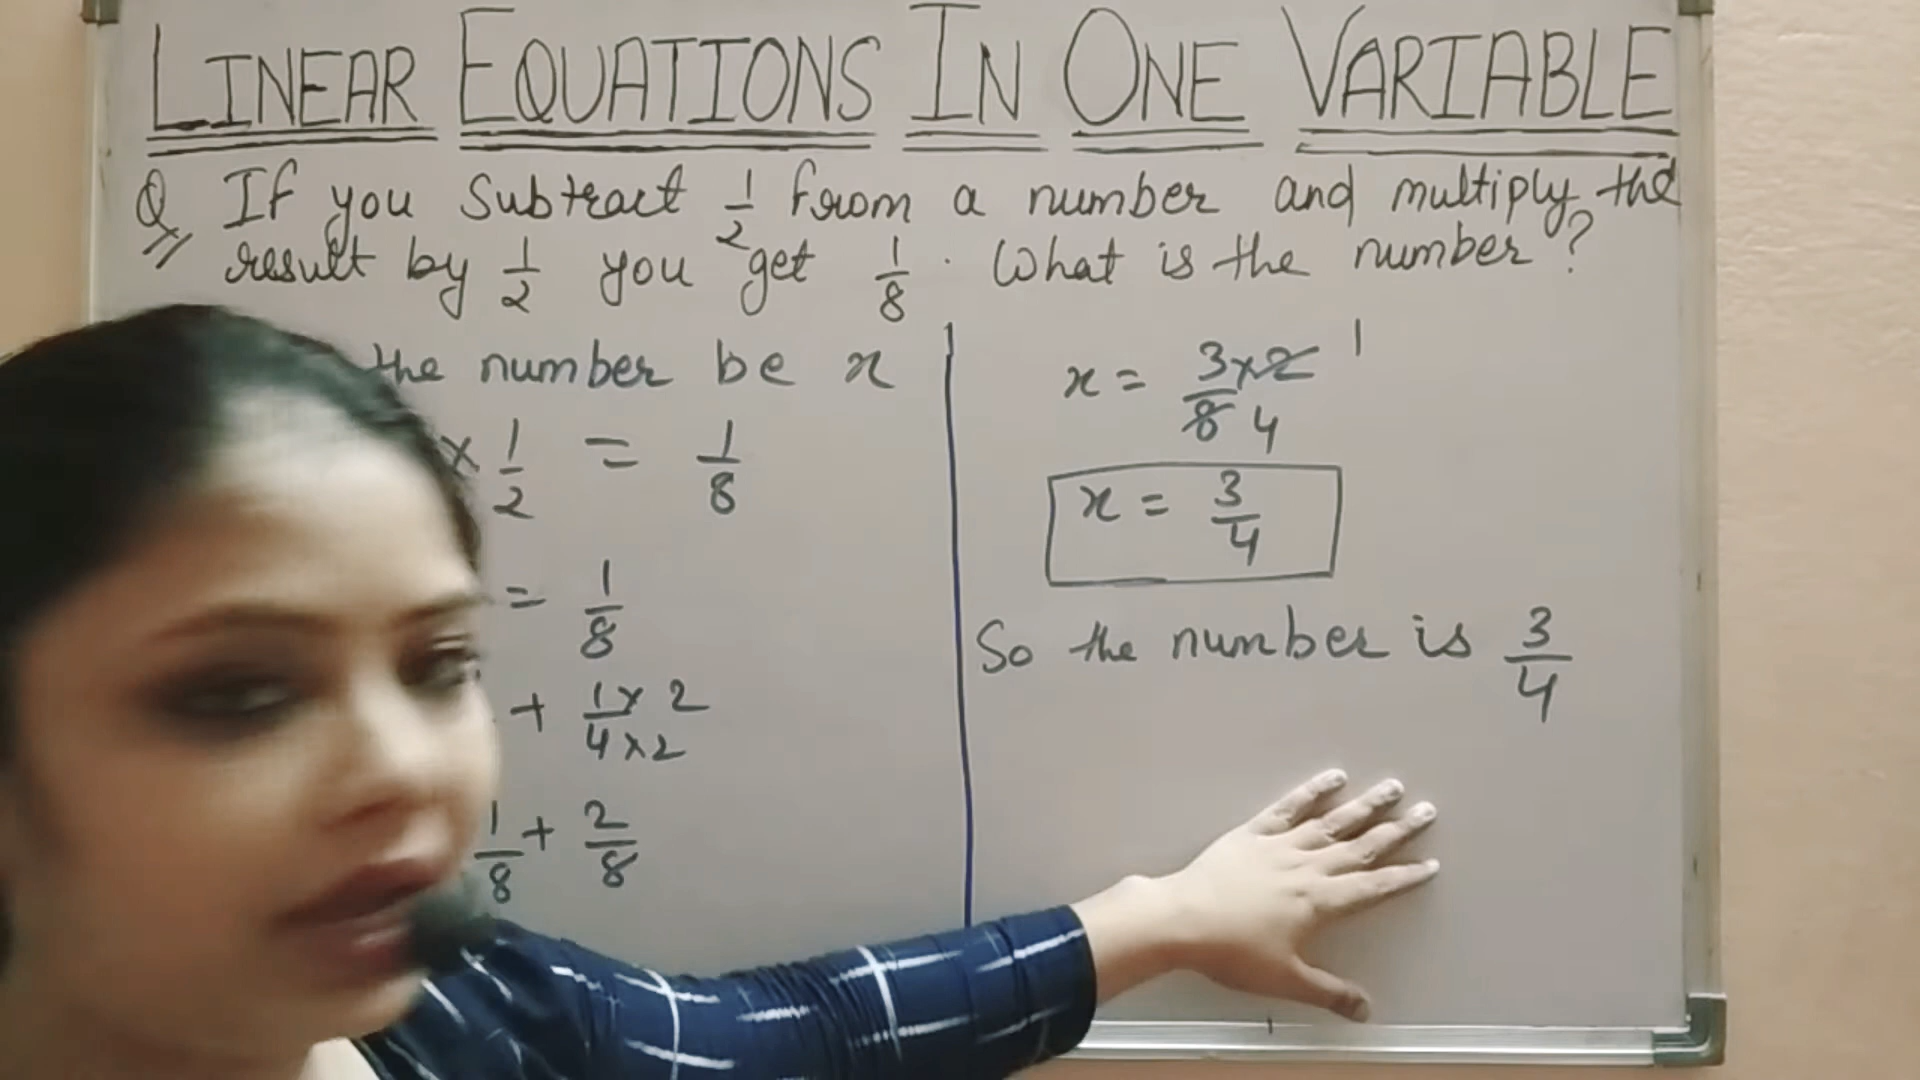 LINEAR EQUATIONS IN ONE VARIABLE
Q If you subtract 1/2 from a number and multiply the
result by 1/2 you get 1/8. What is the number?
the number be x
× 1/2 = 1/8
= 1/8
+ 1×2/4×2
1/8 + 2/8
x = 3×2/8 1 4
x = 3/4
So the number is 3/4